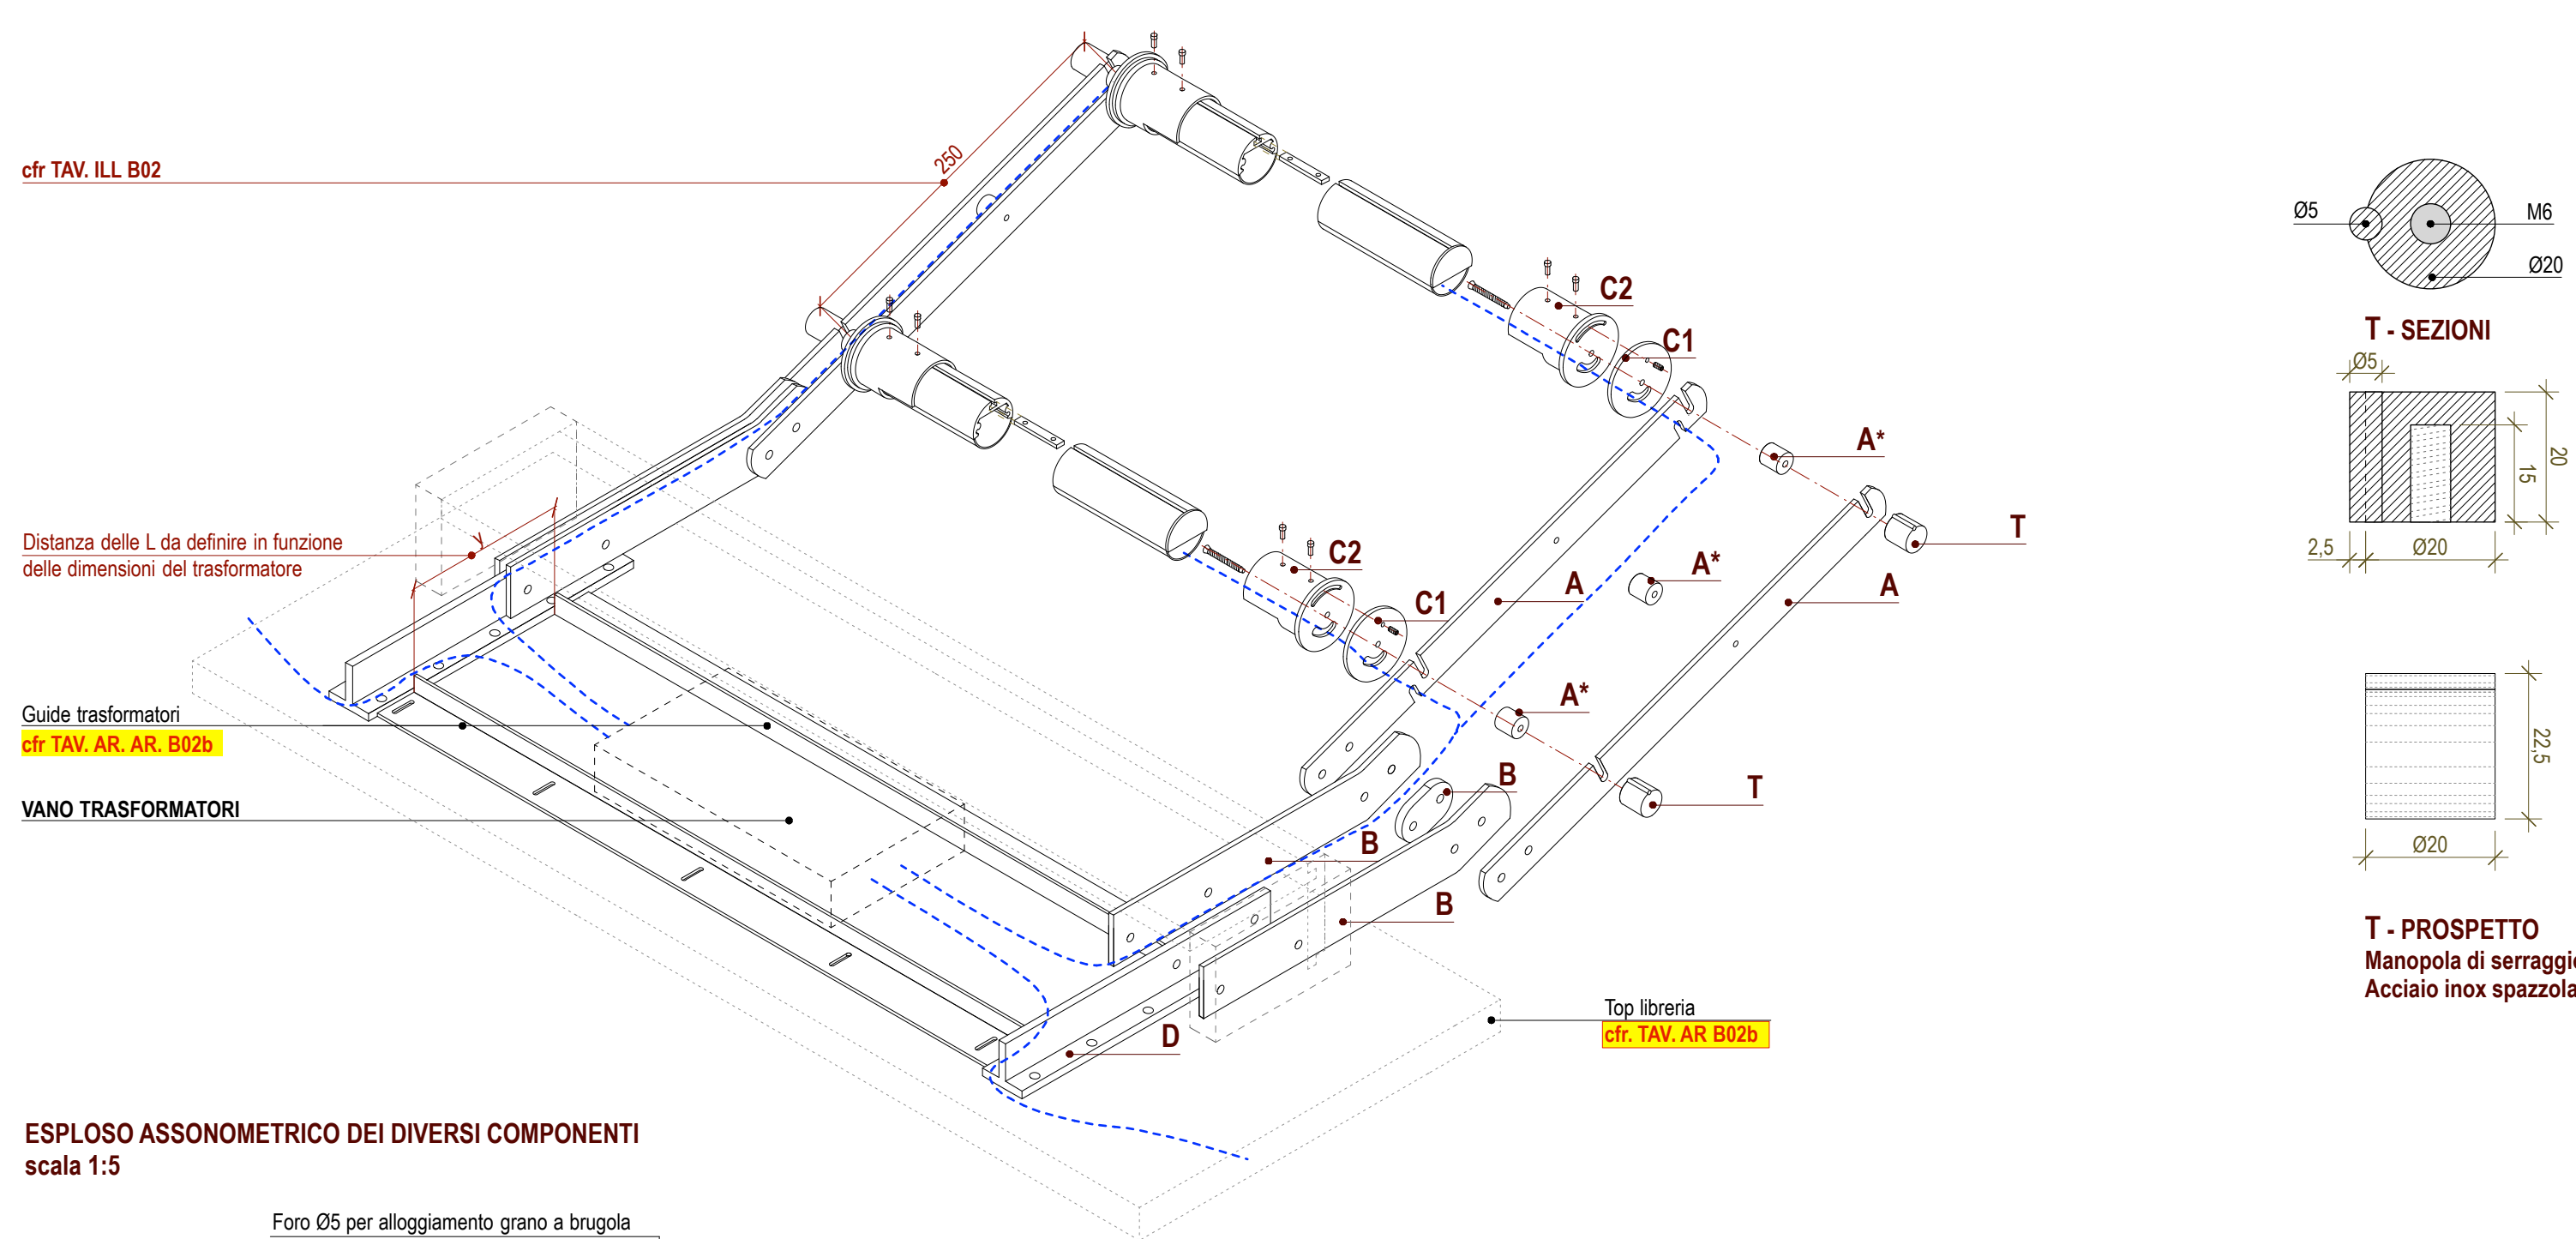 cfr TAV. ILL B02
250
C2
C1
A*
T
A
A*
A
C2
C1
A*
T
B
B
B
D
Distanza delle L da definire in funzione
delle dimensioni del trasformatore
Y
Guide trasformatori
cfr TAV. AR. AR. B02b
VANO TRASFORMATORI
Top libreria
cfr. TAV. AR B02b
ESPLOSO ASSONOMETRICO DEI DIVERSI COMPONENTI
scala 1:5
Foro Ø5 per alloggiamento grano a brugola
Ø5
M6
Ø20
T - SEZIONI
Ø5
20
15
2,5
Ø20
22,5
Ø20
T - PROSPETTO
Manopola di serraggio
Acciaio inox spazzola